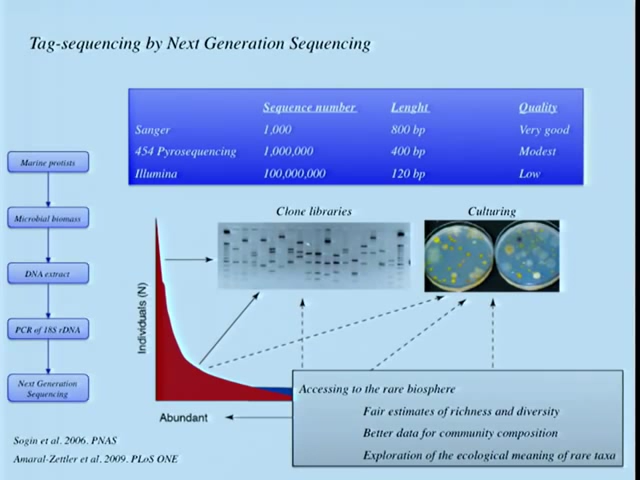 Tag-sequencing by Next Generation Sequencing
Sequence number Lenght Quality
Sanger 1,000 800 bp Very good
454 Pyrosequencing 1,000,000 400 bp Modest
Illumina 100,000,000 120 bp Low
Marine protists
Microbial biomass
DNA extract
PCR of 18S rDNA
Next Generation
Sequencing
Clone libraries
Culturing
Individuals (N)
Abundant
Accessing to the rare biosphere
Fair estimates of richness and diversity
Better data for community composition
Exploration of the ecological meaning of rare taxa
Sogin et al. 2006. PNAS
Amaral-Zettler et al. 2009. PLoS ONE